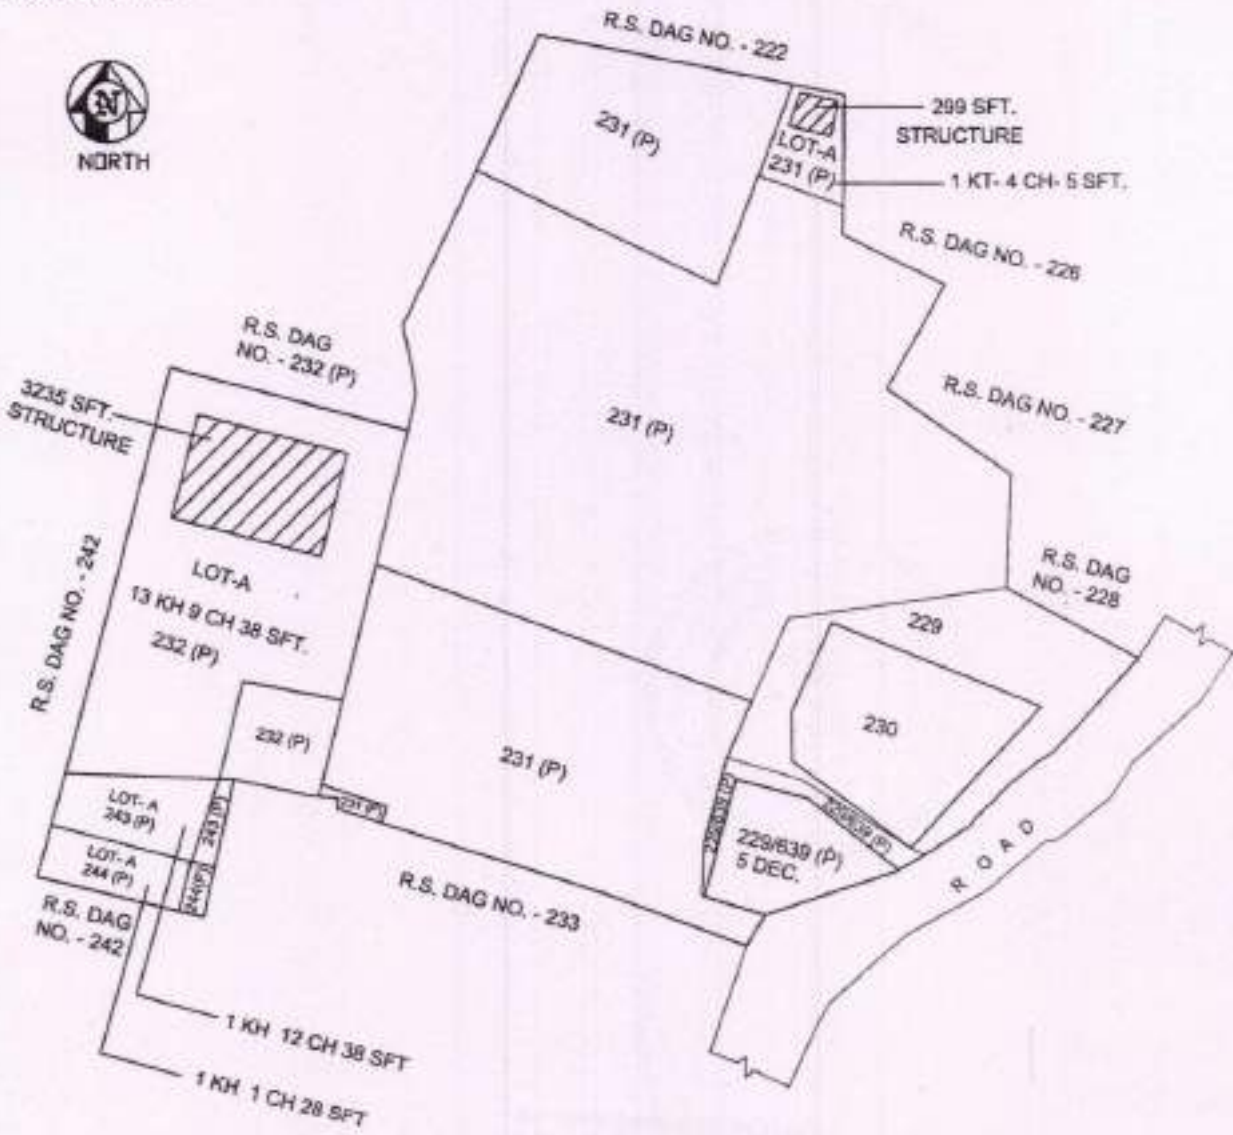 R.S. DAG NO. - 222
N
NORTH
231 (P)
299 SFT.
STRUCTURE
LOT-A
231 (P)
1 KT- 4 CH- 5 SFT.
R.S. DAG NO. - 226
R.S. DAG
NO. - 232 (P)
3235 SFT.
STRUCTURE
231 (P)
R.S. DAG NO. - 227
R.S. DAG NO. - 242
LOT-A
13 KH 9 CH 38 SFT.
232 (P)
R.S. DAG
NO. - 228
229
230
232 (P)
231 (P)
231 (P)
LOT- A
243 (P)
243 (P)
LOT- A
244 (P)
244(P)
229/639 (P)
229/639 (P)
229/639 (P)
5 DEC.
ROAD
R.S. DAG NO. - 233
R.S. DAG
NO. - 242
1 KH 12 CH 38 SFT
1 KH 1 CH 28 SFT